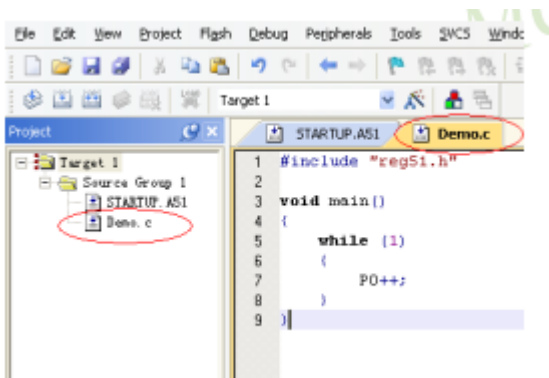 File Edit View Project Flash Debug Peripherals Tools SVCS
Target 1
Project
STARTUP.A51 Demo.c
Target 1
Source Group 1
STARTUP.A51
Demo.c
1 #include "reg51.h"
2
3 void main()
4 {
5 while (1)
6 {
7 P0++;
8 }
9 }